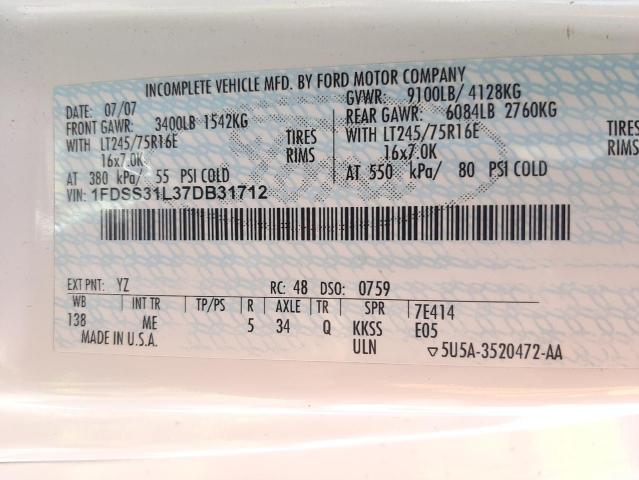 INCOMPLETE VEHICLE MFD. BY FORD MOTOR COMPANY
DATE: 07/07 GVWR: 9100LB/ 4128KG
FRONT GAWR: 3400LB 1542KG REAR GAWR: 6084LB 2760KG
WITH LT245/75R16E TIRES WITH LT245/75R16E TIRES
16x7.0K RIMS 16x7.0K RIMS
AT 380 kPa/ 55 PSI COLD AT 550 kPa/ 80 PSI COLD
VIN: 1FDSS31L37DB31712
EXT PNT: YZ RC: 48 DSO: 0759
WB INT TR TP/PS R AXLE TR SPR 7E414
138 ME 5 34 Q KKSS E05
MADE IN U.S.A. ULN ▽5U5A-3520472-AA